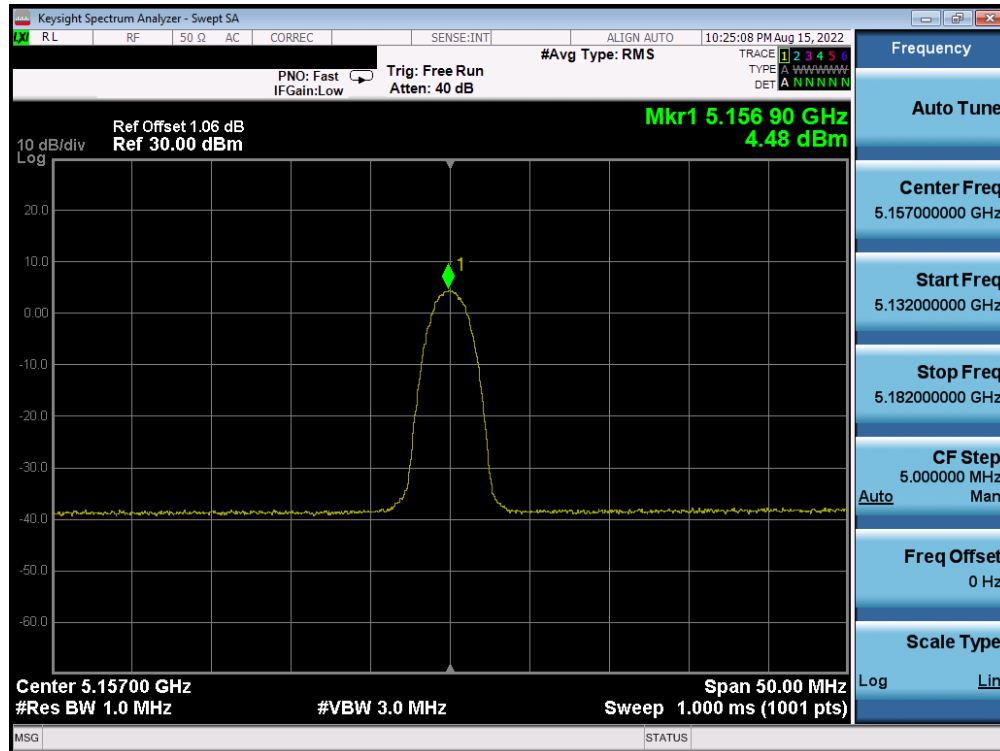 Keysight Spectrum Analyzer - Swept SA
LXI RL RF 50 Ω AC CORREC SENSE:INT ALIGN AUTO 10:25:08 PM Aug 15, 2022
Frequency
#Avg Type: RMS
TRACE 1 2 3 4 5 6
PNO: Fast Trig: Free Run
TYPE A WWWWW
IFGain:Low Atten: 40 dB
DET A N N N N N
Auto Tune
Mkr1 5.156 90 GHz
4.48 dBm
Ref Offset 1.06 dB
10 dB/div Ref 30.00 dBm
Log
1
20.0
10.0
0.00
-10.0
-20.0
-30.0
-40.0
-50.0
-60.0
Center 5.15700 GHz Span 50.00 MHz
#Res BW 1.0 MHz #VBW 3.0 MHz Sweep 1.000 ms (1001 pts)
Center Freq
5.157000000 GHz
Start Freq
5.132000000 GHz
Stop Freq
5.182000000 GHz
CF Step
5.000000 MHz
Auto Man
Freq Offset
0 Hz
Scale Type
Log Lin
MSG STATUS